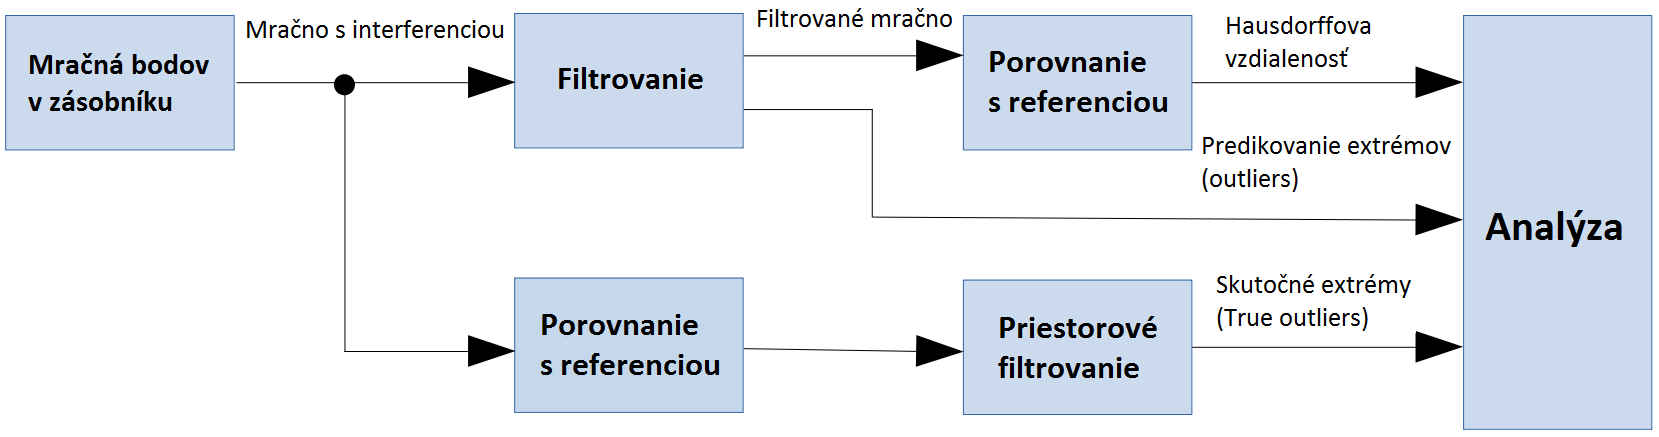 Mračná bodov
v zásobníku
Mračno s interferenciou
Filtrovanie
Filtrované mračno
Porovnanie
s referenciou
Hausdorffova
vzdialenosť
Predikovanie extrémov
(outliers)
Analýza
Porovnanie
s referenciou
Priestorové
filtrovanie
Skutočné extrémy
(True outliers)